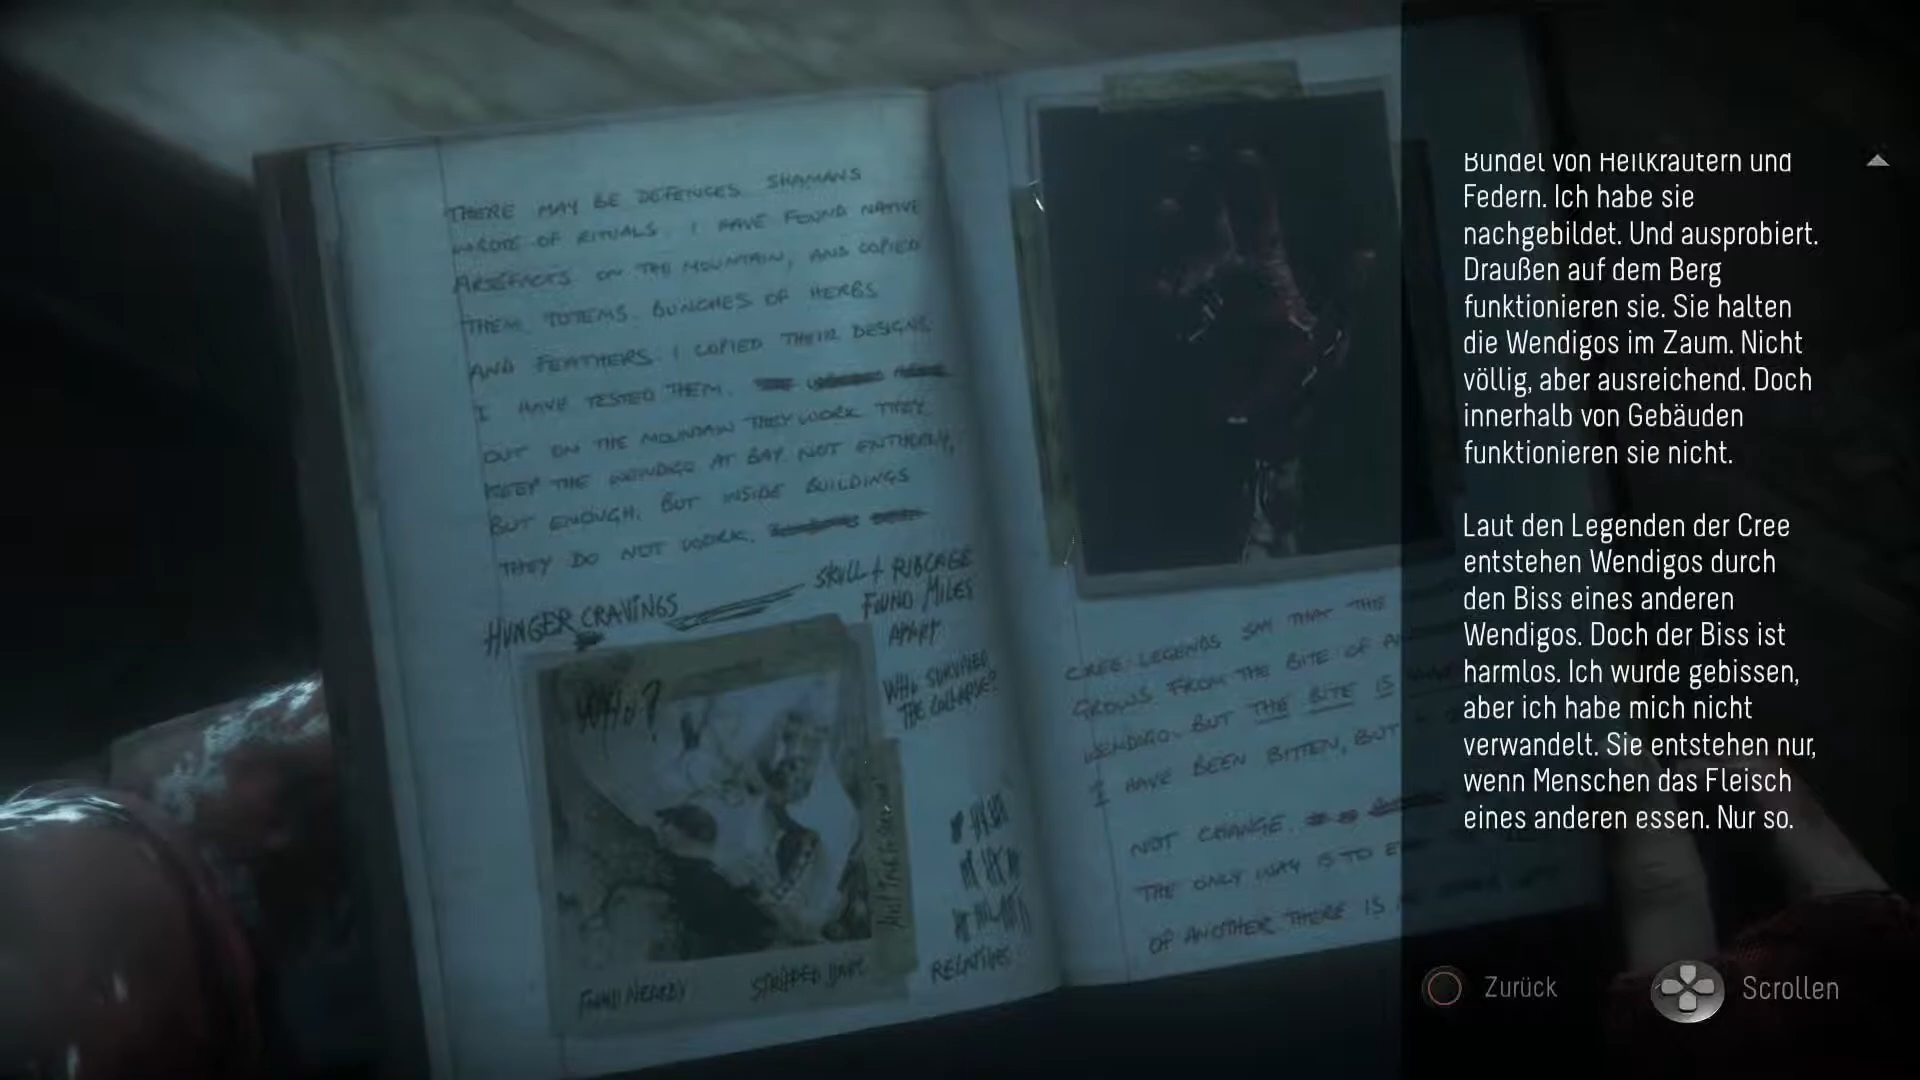 THERE MAY BE DEFENCES. SHAMANS
WROTE OF RITUALS. I HAVE FOUND NATIVE
ARTEFACTS ON THE MOUNTAIN, AND COPIED
THEM. TOTEMS. BUNCHES OF HERBS
AND FEATHERS. I COPIED THEIR DESIGNS.
I HAVE TESTED THEM.
OUT ON THE MOUNTAIN THEY WORK. THEY
KEEP THE WENDIGO AT BAY. NOT ENTIRELY,
BUT ENOUGH. BUT INSIDE BUILDINGS
THEY DO NOT WORK.
HUNGER CRAVINGS
SKULL + RIBCAGE
FOUND MILES
APART
WHO SURVIVED
THE COLLAPSE?
WHO?
FOUND NEARBY
RELATIVES
CREE LEGENDS SAY THAT THE
GROWS FROM THE BITE OF
WENDIGO. BUT THE BITE IS
I HAVE BEEN BITTEN, BUT
NOT CHANGE.
THE ONLY WAY IS TO
OF ANOTHER. THERE IS
Bündel von Heilkräutern und
Federn. Ich habe sie
nachgebildet. Und ausprobiert.
Draußen auf dem Berg
funktionieren sie. Sie halten
die Wendigos im Zaum. Nicht
völlig, aber ausreichend. Doch
innerhalb von Gebäuden
funktionieren sie nicht.
Laut den Legenden der Cree
entstehen Wendigos durch
den Biss eines anderen
Wendigos. Doch der Biss ist
harmlos. Ich wurde gebissen,
aber ich habe mich nicht
verwandelt. Sie entstehen nur,
wenn Menschen das Fleisch
eines anderen essen. Nur so.
Zurück
Scrollen